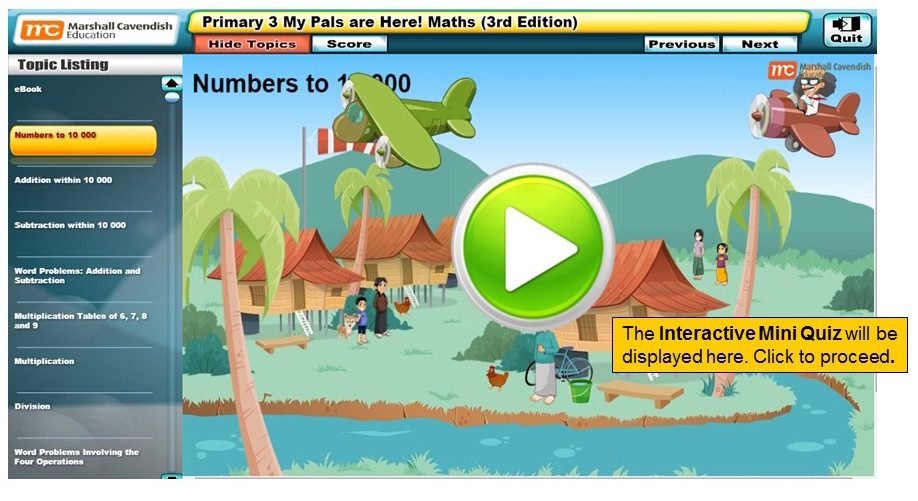 mc Marshall Cavendish
Education
Primary 3 My Pals are Here! Maths (3rd Edition)
Hide Topics
Score
Previous
Next
Quit
Topic Listing
eBook
Numbers to 10 000
Addition within 10 000
Subtraction within 10 000
Word Problems: Addition and
Subtraction
Multiplication Tables of 6, 7, 8
and 9
Multiplication
Division
Word Problems Involving the
Four Operations
Numbers to 1 000
mc Marshall Cavendish
The Interactive Mini Quiz will be
displayed here. Click to proceed.